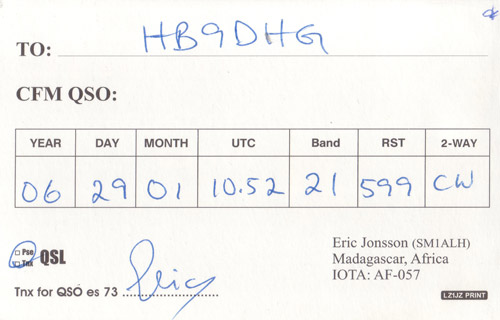 TO: HB9DHG
CFM QSO:
YEAR DAY MONTH UTC Band RST 2-WAY
06 29 01 10.52 21 599 CW
Pse
Tnx QSL
Tnx for QSO es 73 Eric
Eric Jonsson (SM1ALH)
Madagascar, Africa
IOTA: AF-057
LZ1JZ PRINT